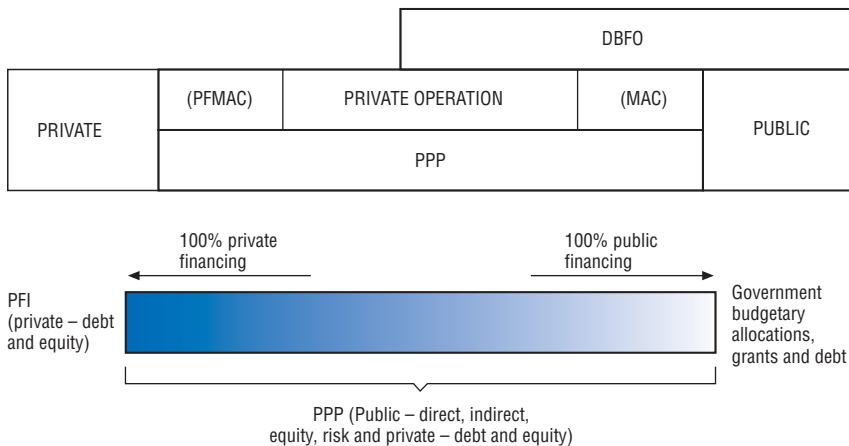 DBFO
PRIVATE
(PFMAC)
PRIVATE OPERATION
(MAC)
PUBLIC
PPP
100% private
financing
100% public
financing
PFI
(private – debt
and equity)
Government
budgetary
allocations,
grants and debt
PPP (Public – direct, indirect,
equity, risk and private – debt and equity)